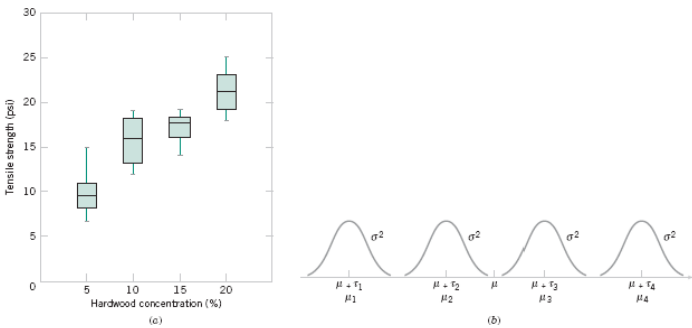 30
25
20
15
10
5
0
Tensile strength (psi)
5 10 15 20
Hardwood concentration (%)
(a)
σ² σ² σ² σ²
μ + τ₁ μ + τ₂ μ μ + τ₃ μ + τ₄
μ₁ μ₂ μ₃ μ₄
(b)